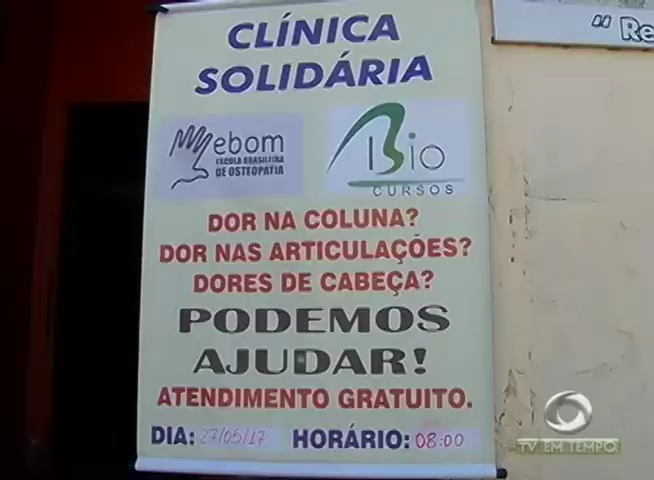 CLÍNICA
SOLIDÁRIA
ebom
ESCOLA BRASILEIRA
DE OSTEOPATIA
Bio
CURSOS
DOR NA COLUNA?
DOR NAS ARTICULAÇÕES?
DORES DE CABEÇA?
PODEMOS
AJUDAR!
ATENDIMENTO GRATUITO.
DIA: 27/05/17 HORÁRIO: 08:00
" Re
TV EM TEMPO